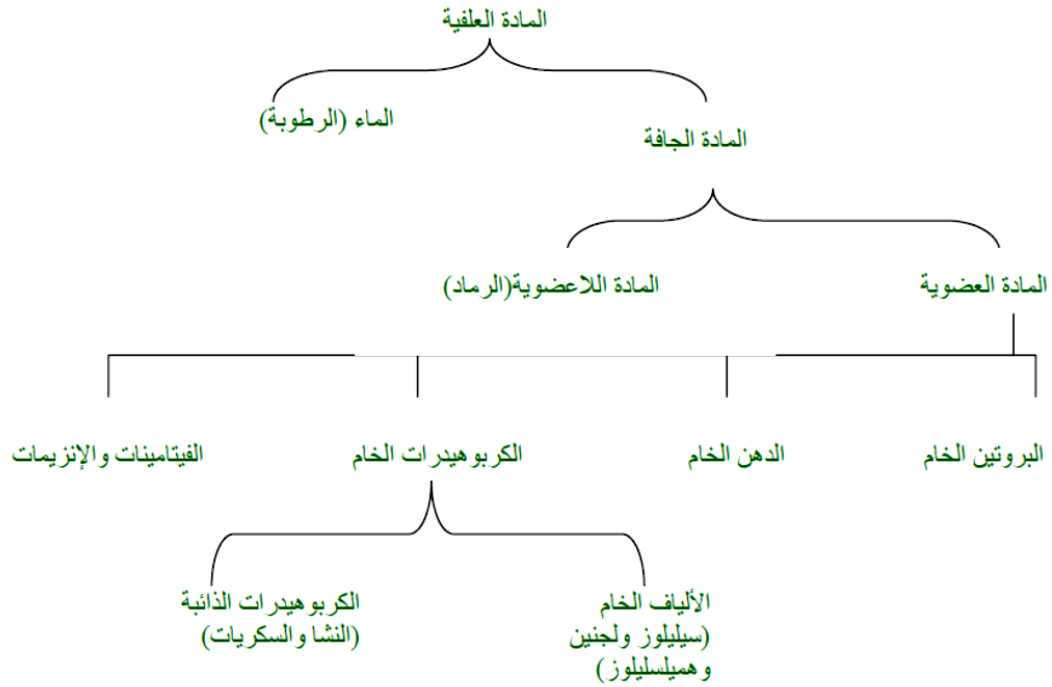 المادة العلفية
الماء (الرطوبة)
المادة الجافة
المادة العضوية
المادة اللاعضوية(الرماد)
البروتين الخام
الدهن الخام
الكربوهيدرات الخام
الفيتامينات والإنزيمات
الألياف الخام
(سيليلوز ولجنين
وهميلسليلوز)
الكربوهيدرات الذائبة
(النشا والسكريات)